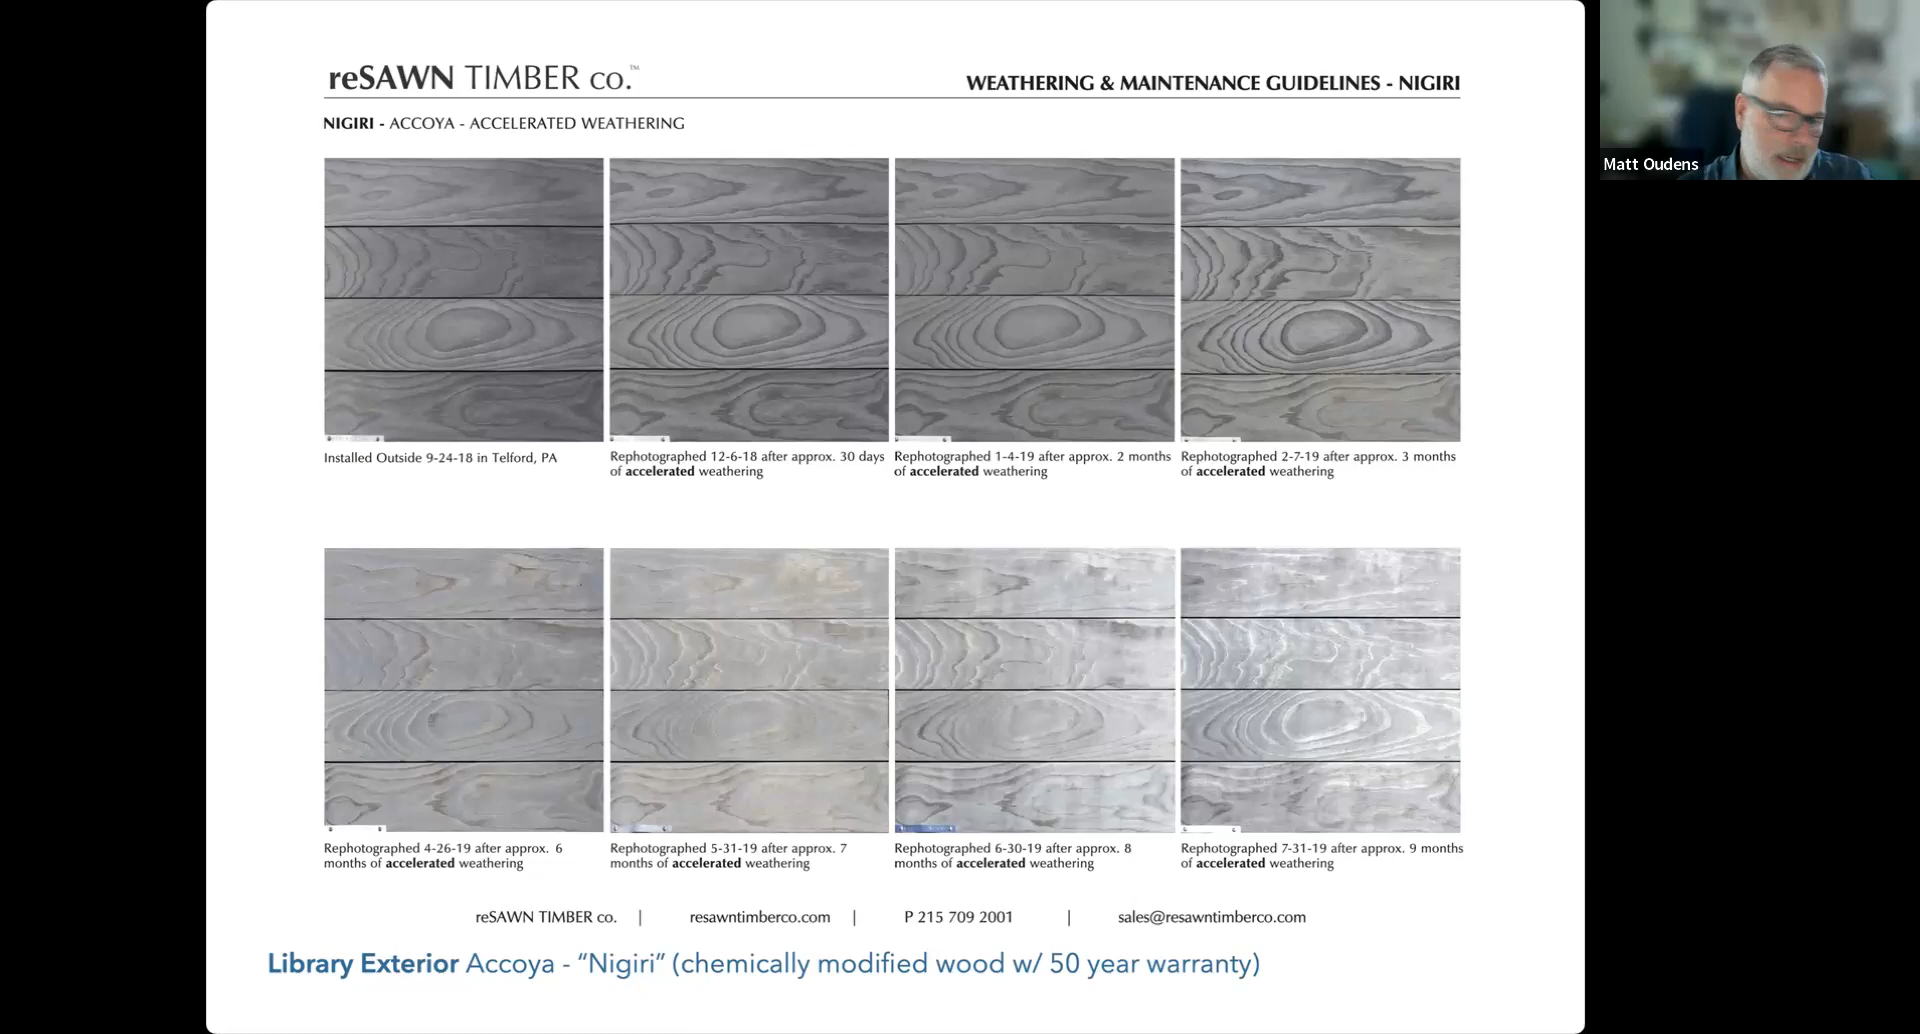 reSAWN TIMBER co.™
WEATHERING & MAINTENANCE GUIDELINES - NIGIRI
NIGIRI - ACCOYA - ACCELERATED WEATHERING
Installed Outside 9-24-18 in Telford, PA
Rephotographed 12-6-18 after approx. 30 days
of accelerated weathering
Rephotographed 1-4-19 after approx. 2 months
of accelerated weathering
Rephotographed 2-7-19 after approx. 3 months
of accelerated weathering
Rephotographed 4-26-19 after approx. 6
months of accelerated weathering
Rephotographed 5-31-19 after approx. 7
months of accelerated weathering
Rephotographed 6-30-19 after approx. 8
months of accelerated weathering
Rephotographed 7-31-19 after approx. 9 months
of accelerated weathering
reSAWN TIMBER co. | resawntimberco.com | P 215 709 2001 | sales@resawntimberco.com
Library Exterior Accoya - “Nigiri” (chemically modified wood w/ 50 year warranty)
Matt Oudens